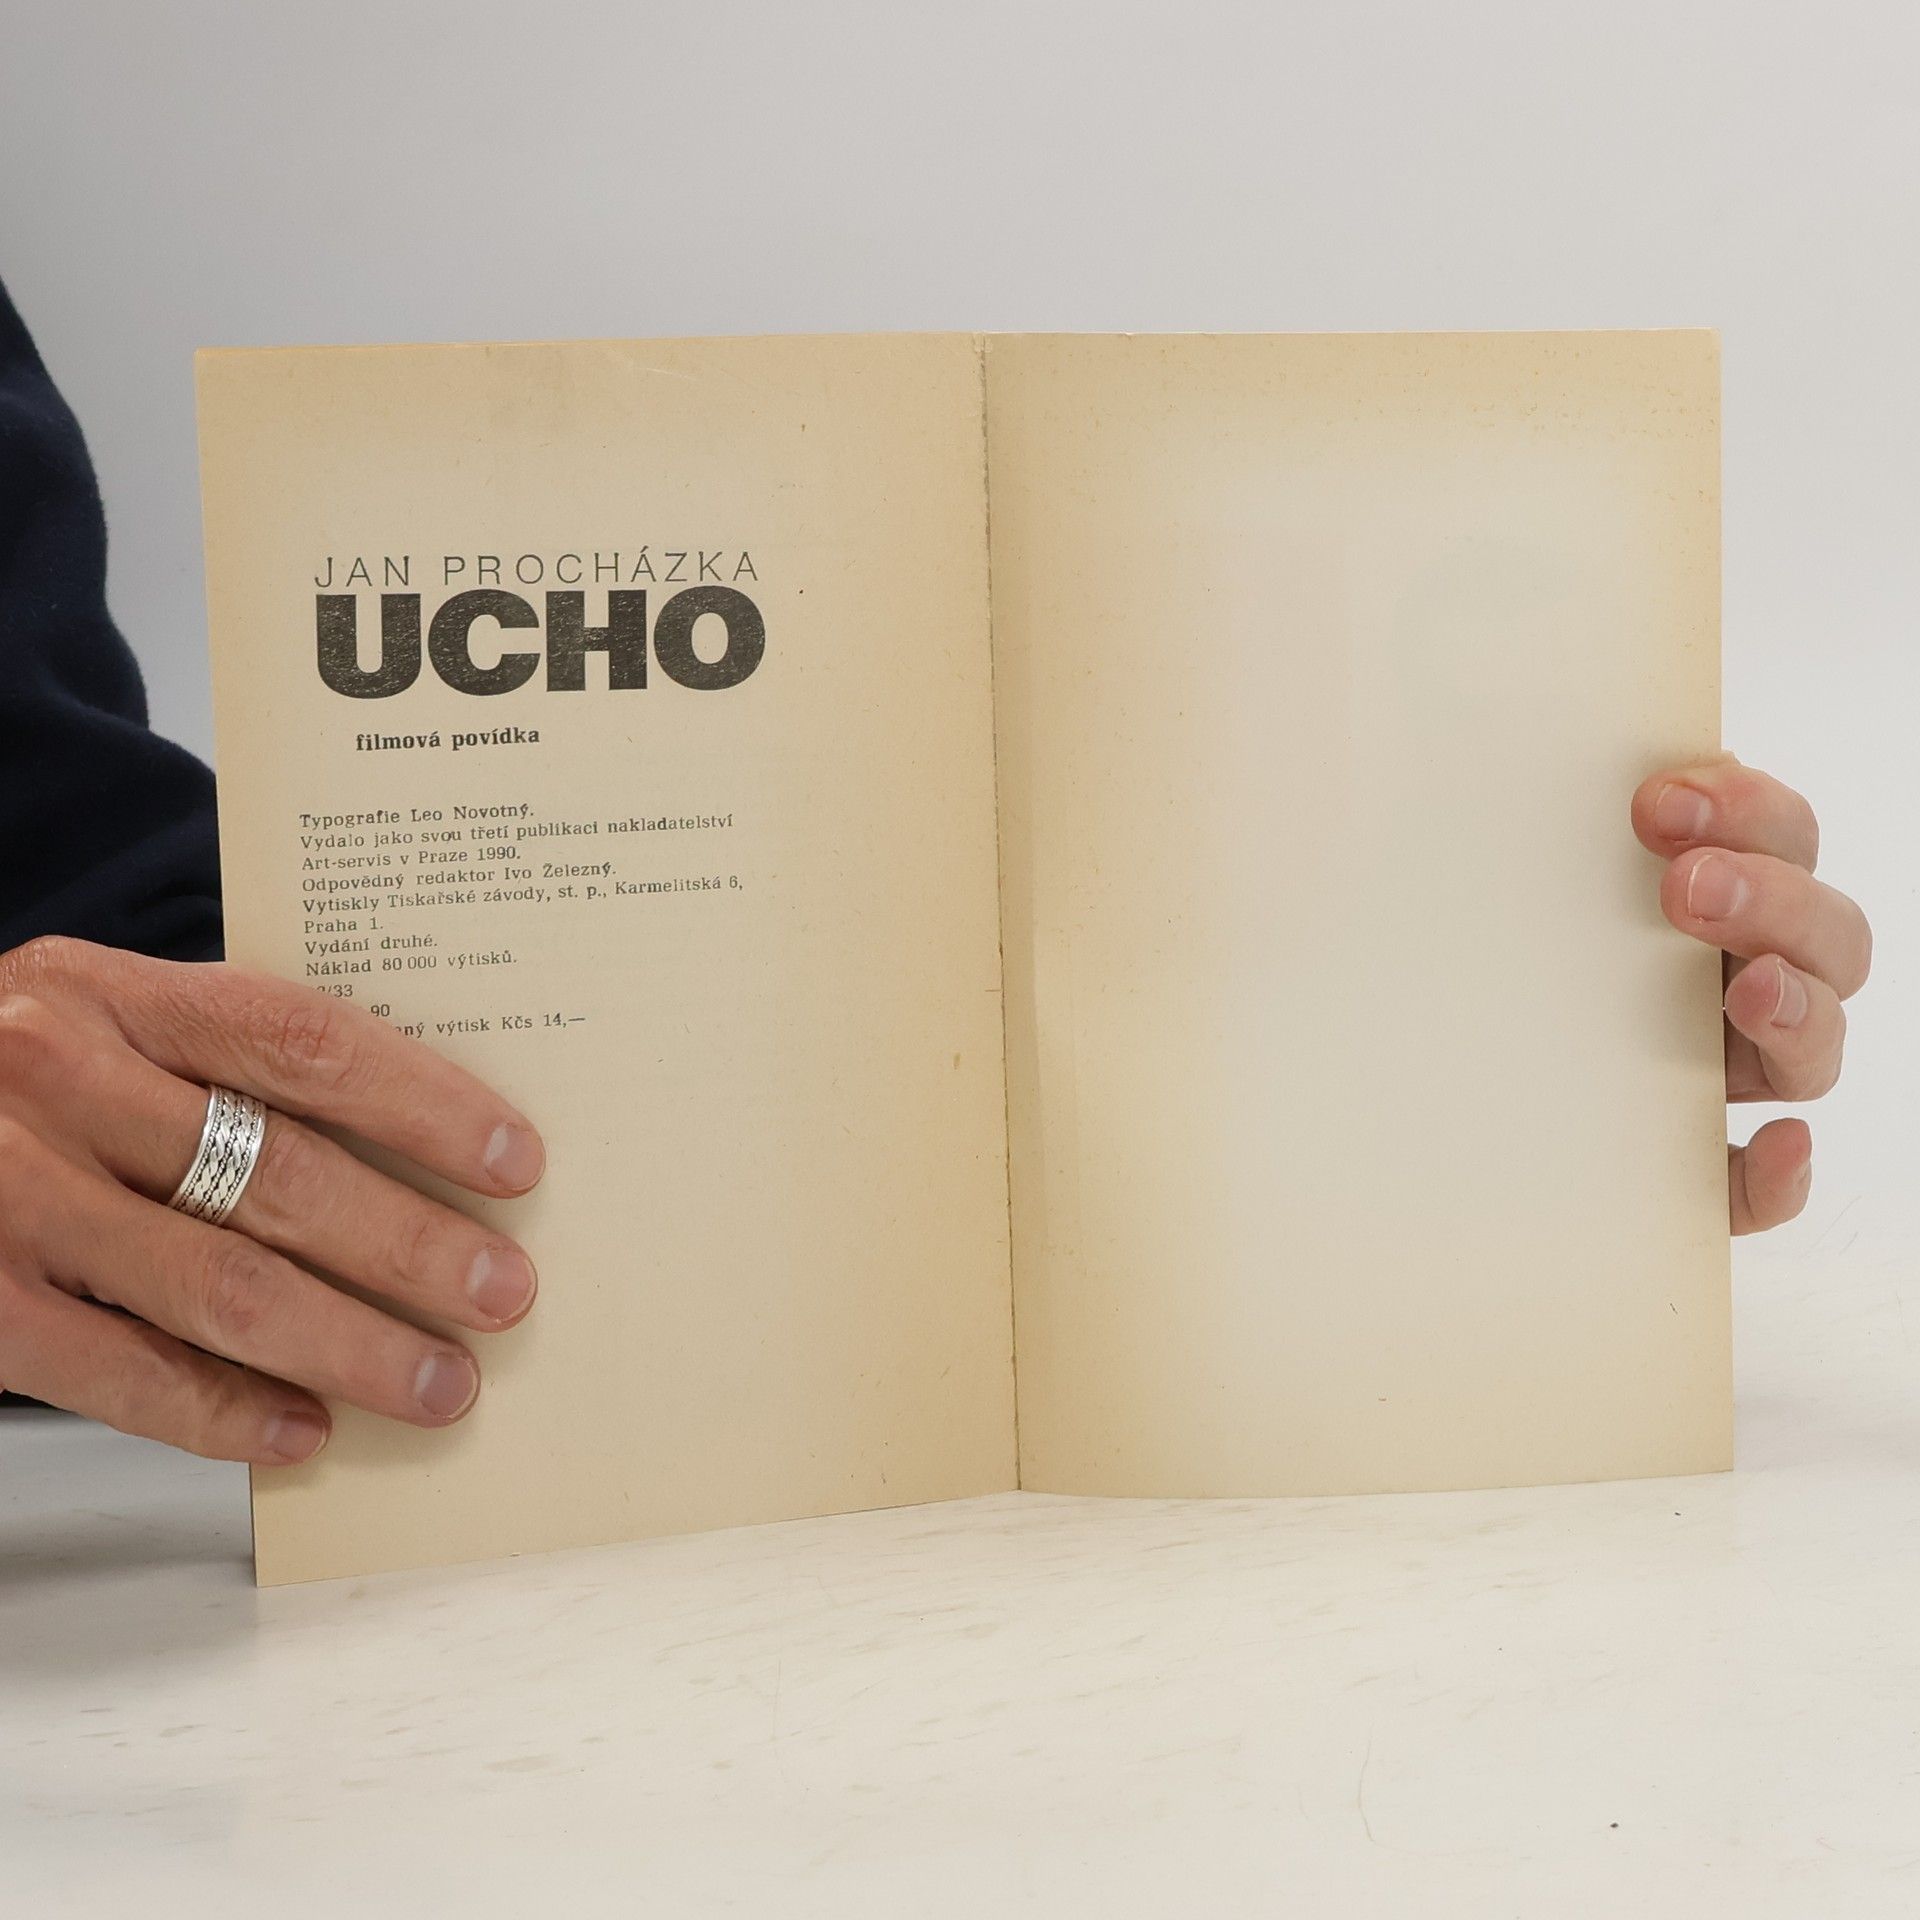 JAN PROCHÁZKA
UCHO
filmová povídka
Typografie Leo Novotný.
Vydalo jako svou třetí publikaci nakladatelství
Art-servis v Praze 1990.
Odpovědný redaktor Ivo Železný.
Vytiskly Tiskařské závody, st. p., Karmelitská 6,
Praha 1.
Vydání druhé.
Náklad 80 000 výtisků.
/33
90
výtisk Kčs 14,—